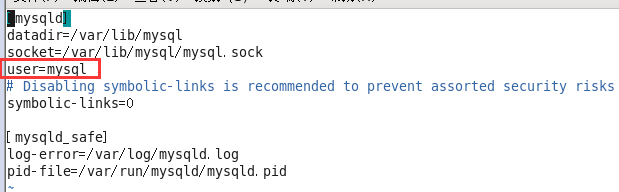 [mysqld]
datadir=/var/lib/mysql
socket=/var/lib/mysql/mysql.sock
user=mysql
# Disabling symbolic-links is recommended to prevent assorted security risks
symbolic-links=0
[mysqld_safe]
log-error=/var/log/mysqld.log
pid-file=/var/run/mysqld/mysqld.pid
~